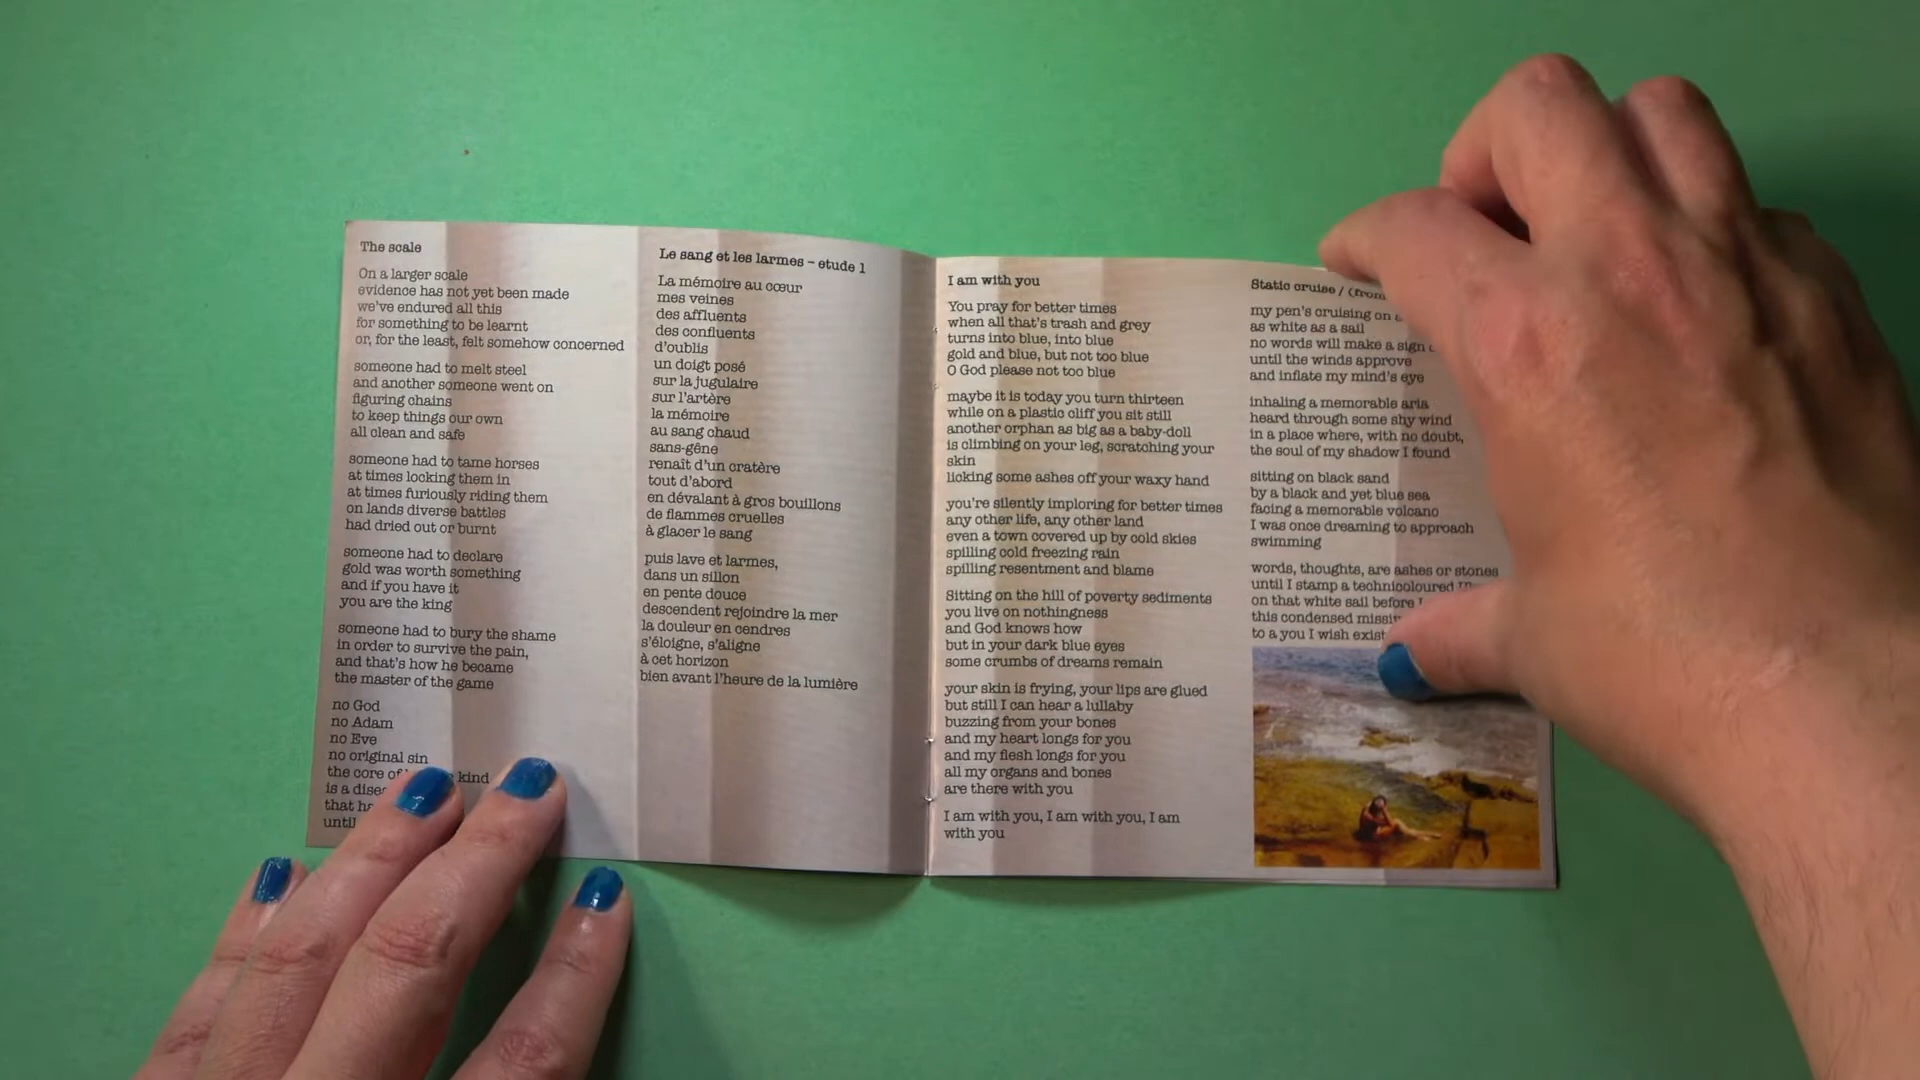 The scale
On a larger scale
evidence has not yet been made
we've endured all this
for something to be learnt
or, for the least, felt somehow concerned
someone had to melt steel
and another someone went on
figuring chains
to keep things our own
all clean and safe
someone had to tame horses
at times locking them in
at times furiously riding them
on lands diverse battles
had dried out or burnt
someone had to declare
gold was worth something
and if you have it
you are the king
someone had to bury the shame
in order to survive the pain,
and that's how he became
the master of the game
no God
no Adam
no Eve
no original sin
the core of kind
is a
that
until
Le sang et les larmes – etude 1
La mémoire au cœur
mes veines
des affluents
des confluents
d'oublis
un doigt posé
sur la jugulaire
sur l'artère
la mémoire
au sang chaud
sans-gêne
renaît d'un cratère
tout d'abord
en dévalant à gros bouillons
de flammes cruelles
à glacer le sang
puis lave et larmes,
dans un sillon
en pente douce
descendent rejoindre la mer
la douleur en cendres
s'éloigne, s'aligne
à cet horizon
bien avant l'heure de la lumière
I am with you
You pray for better times
when all that's trash and grey
turns into blue, into blue
gold and blue, but not too blue
O God please not too blue
maybe it is today you turn thirteen
while on a plastic cliff you sit still
another orphan as big as a baby-doll
is climbing on your leg, scratching your
skin
licking some ashes off your waxy hand
you're silently imploring for better times
any other life, any other land
even a town covered up by cold skies
spilling cold freezing rain
spilling resentment and blame
Sitting on the hill of poverty sediments
you live on nothingness
and God knows how
but in your dark blue eyes
some crumbs of dreams remain
your skin is frying, your lips are glued
but still I can hear a lullaby
buzzing from your bones
and my heart longs for you
and my flesh longs for you
all my organs and bones
are there with you
I am with you, I am with you, I am
with you
Static cruise / (from
my pen's cruising on
as white as a sail
no words will make a sign
until the winds approve
and inflate my mind's eye
inhaling a memorable aria
heard through some shy wind
in a place where, with no doubt,
the soul of my shadow I found
sitting on black sand
by a black and yet blue sea
facing a memorable volcano
I was once dreaming to approach
swimming
words, thoughts, are ashes or stones
until I stamp a technicoloured
on that white sail before
this condensed
to a you I wish